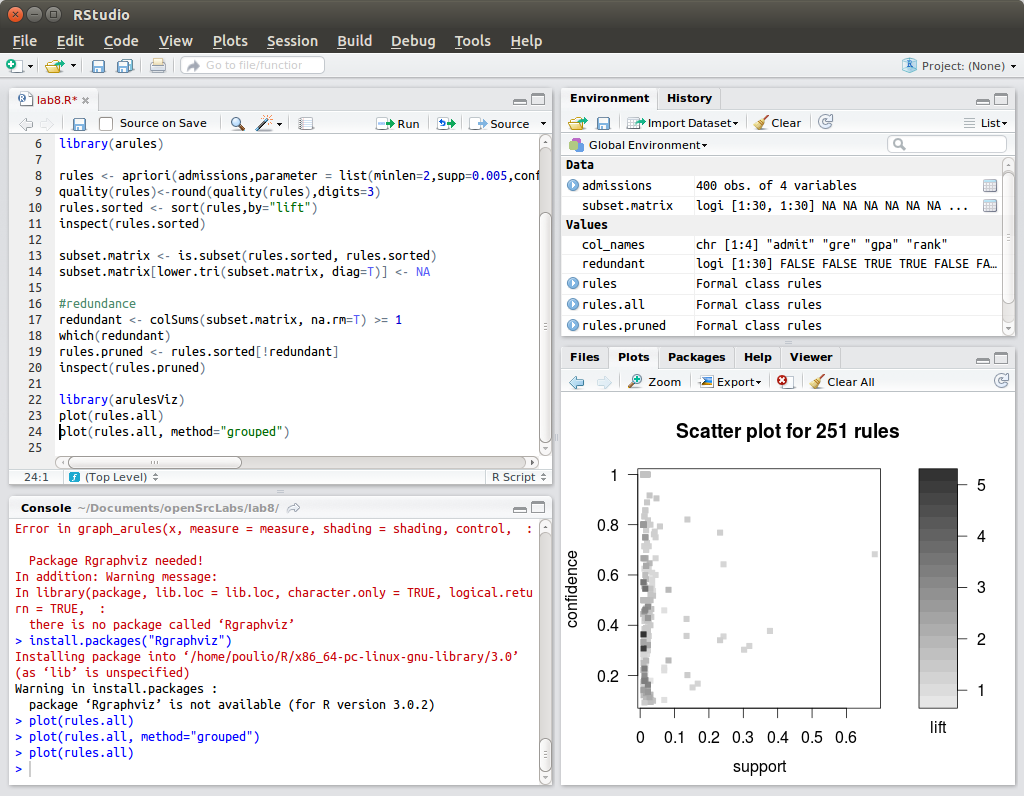 RStudio
File Edit Code View Plots Session Build Debug Tools Help
Go to file/function
Project: (None)
lab8.R*
Source on Save
Run
Source
6 library(arules)
7
8 rules <- apriori(admissions,parameter = list(minlen=2,supp=0.005,conf
9 quality(rules)<-round(quality(rules),digits=3)
10 rules.sorted <- sort(rules,by="lift")
11 inspect(rules.sorted)
12
13 subset.matrix <- is.subset(rules.sorted, rules.sorted)
14 subset.matrix[lower.tri(subset.matrix, diag=T)] <- NA
15
16 #redundance
17 redundant <- colSums(subset.matrix, na.rm=T) >= 1
18 which(redundant)
19 rules.pruned <- rules.sorted[!redundant]
20 inspect(rules.pruned)
21
22 library(arulesViz)
23 plot(rules.all)
24 plot(rules.all, method="grouped")
25
24:1 (Top Level) R Script
Console ~/Documents/openSrcLabs/lab8/
Error in graph_arules(x, measure = measure, shading = shading, control, :
Package Rgraphviz needed!
In addition: Warning message:
In library(package, lib.loc = lib.loc, character.only = TRUE, logical.retu
rn = TRUE, :
there is no package called ‘Rgraphviz’
> install.packages("Rgraphviz")
Installing package into ‘/home/poulio/R/x86_64-pc-linux-gnu-library/3.0’
(as ‘lib’ is unspecified)
Warning in install.packages :
package ‘Rgraphviz’ is not available (for R version 3.0.2)
> plot(rules.all)
> plot(rules.all, method="grouped")
> plot(rules.all)
>
Environment History
Import Dataset Clear List
Global Environment
Data
admissions 400 obs. of 4 variables
subset.matrix logi [1:30, 1:30] NA NA NA NA NA NA ...
Values
col_names chr [1:4] "admit" "gre" "gpa" "rank"
redundant logi [1:30] FALSE FALSE TRUE TRUE FALSE FA…
rules Formal class rules
rules.all Formal class rules
rules.pruned Formal class rules
Files Plots Packages Help Viewer
Zoom Export Clear All
Scatter plot for 251 rules
1
0.8
0.6
0.4
0.2
confidence
0 0.1 0.2 0.3 0.4 0.5 0.6
support
5
4
3
2
1
lift